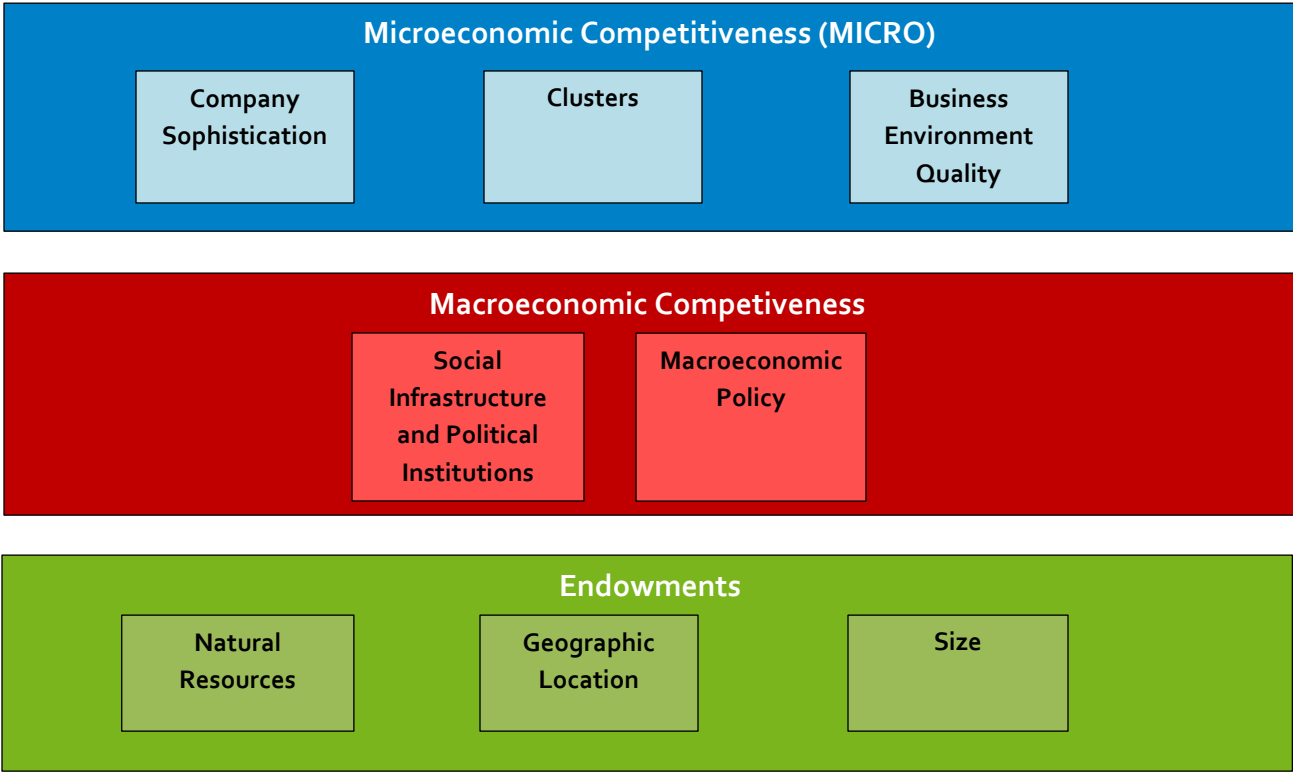 Microeconomic Competitiveness (MICRO)
Company
Sophistication
Clusters
Business
Environment
Quality
Macroeconomic Competiveness
Social
Infrastructure
and Political
Institutions
Macroeconomic
Policy
Endowments
Natural
Resources
Geographic
Location
Size